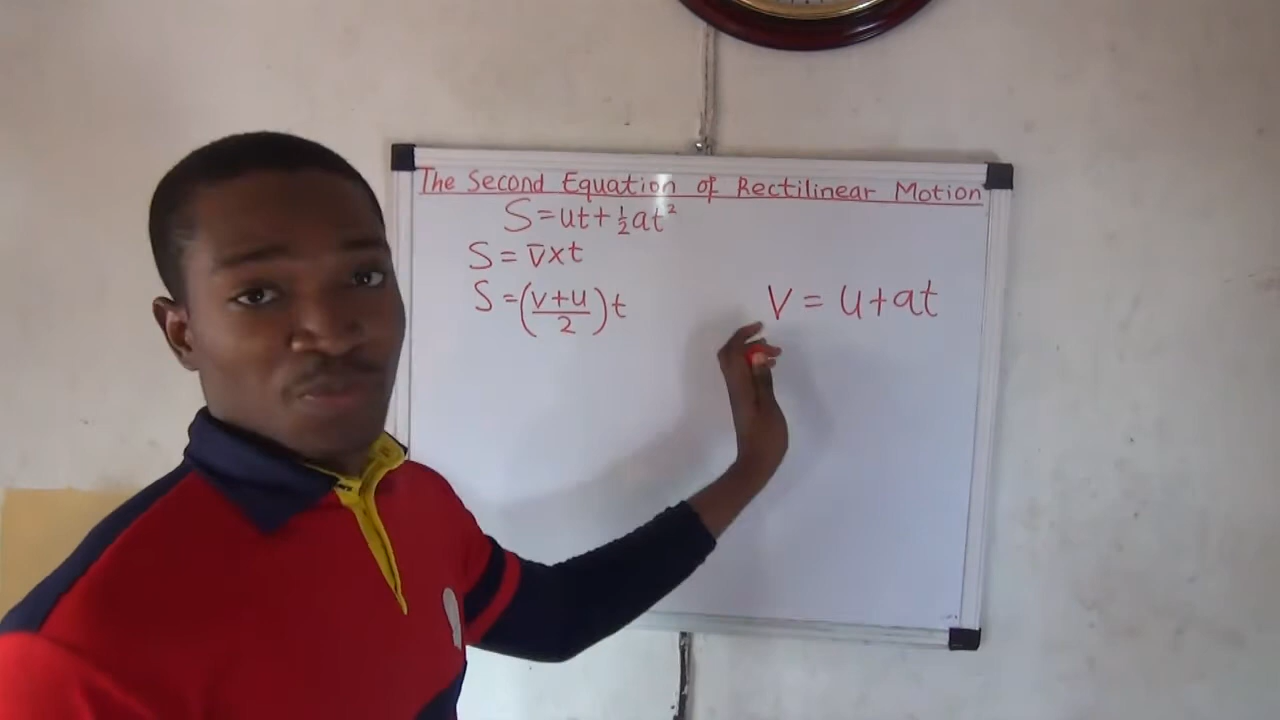 The Second Equation of Rectilinear Motion
S = ut + ½at²
S = v̅ x t
S = (v+u/2)t
V = u + at